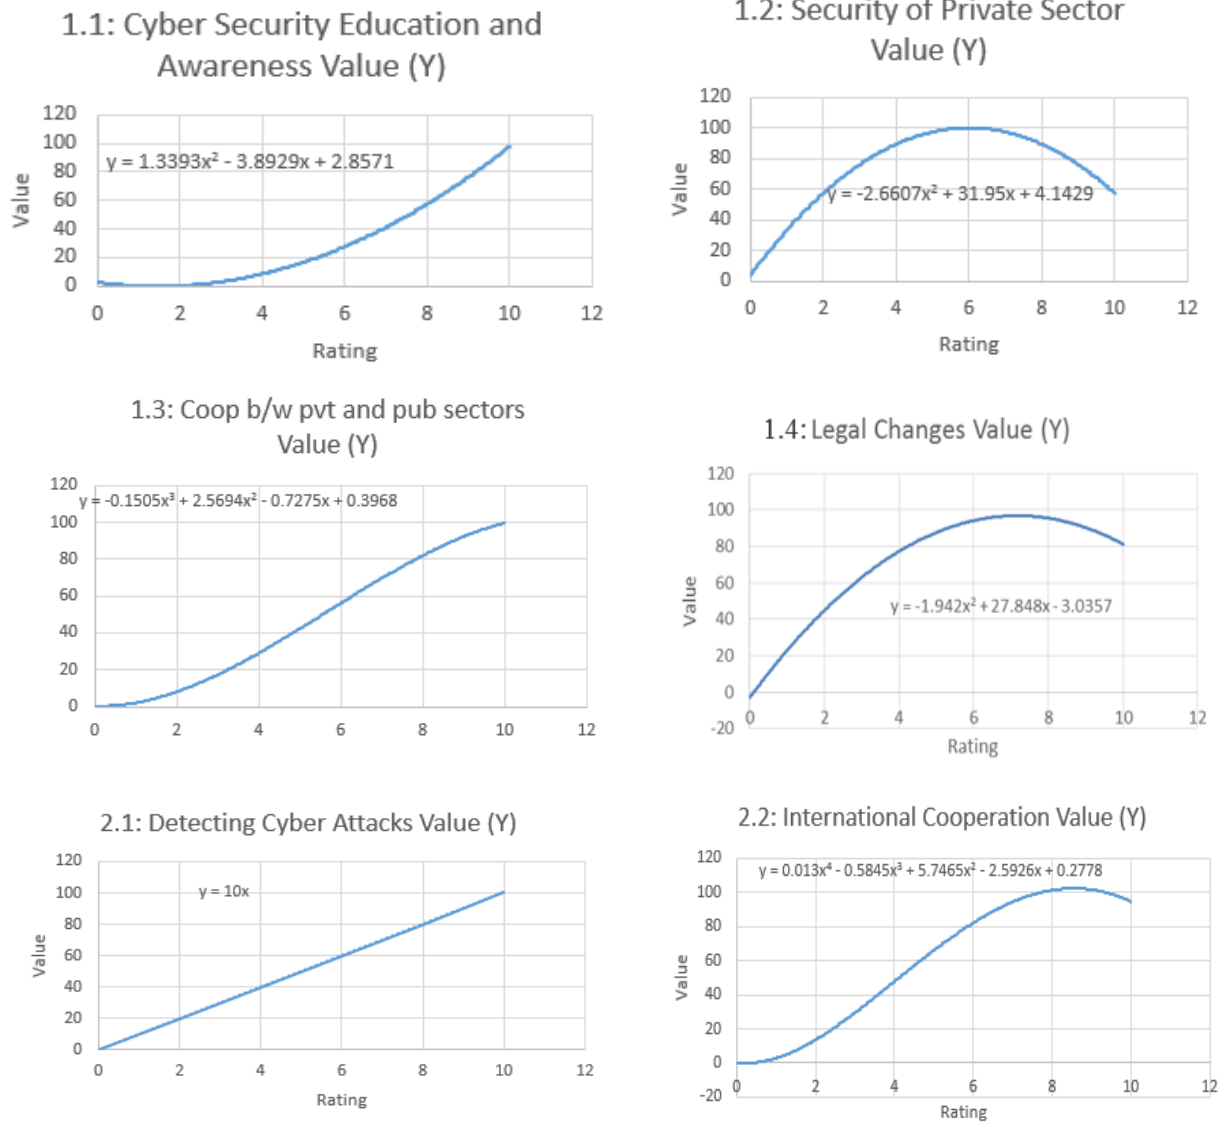 1.1: Cyber Security Education and
Awareness Value (Y)
120
100
80
60
40
20
0
y = 1.3393x² - 3.8929x + 2.8571
Value
0 2 4 6 8 10 12
Rating
1.2: Security of Private Sector
Value (Y)
120
100
80
60
40
20
0
y = -2.6607x² + 31.95x + 4.1429
Value
0 2 4 6 8 10 12
Rating
1.3: Coop b/w pvt and pub sectors
Value (Y)
120
100
80
60
40
20
0
y = -0.1505x³ + 2.5694x² - 0.7275x + 0.3968
0 2 4 6 8 10 12
1.4: Legal Changes Value (Y)
120
100
80
60
40
20
0
-20
y = -1.942x² + 27.848x - 3.0357
Value
0 2 4 6 8 10 12
Rating
2.1: Detecting Cyber Attacks Value (Y)
120
100
80
60
40
20
0
y = 10x
Value
0 2 4 6 8 10 12
Rating
2.2: International Cooperation Value (Y)
120
100
80
60
40
20
0
-20
y = 0.013x⁴ - 0.5845x³ + 5.7465x² - 2.5926x + 0.2778
Value
0 2 4 6 8 10 12
Rating